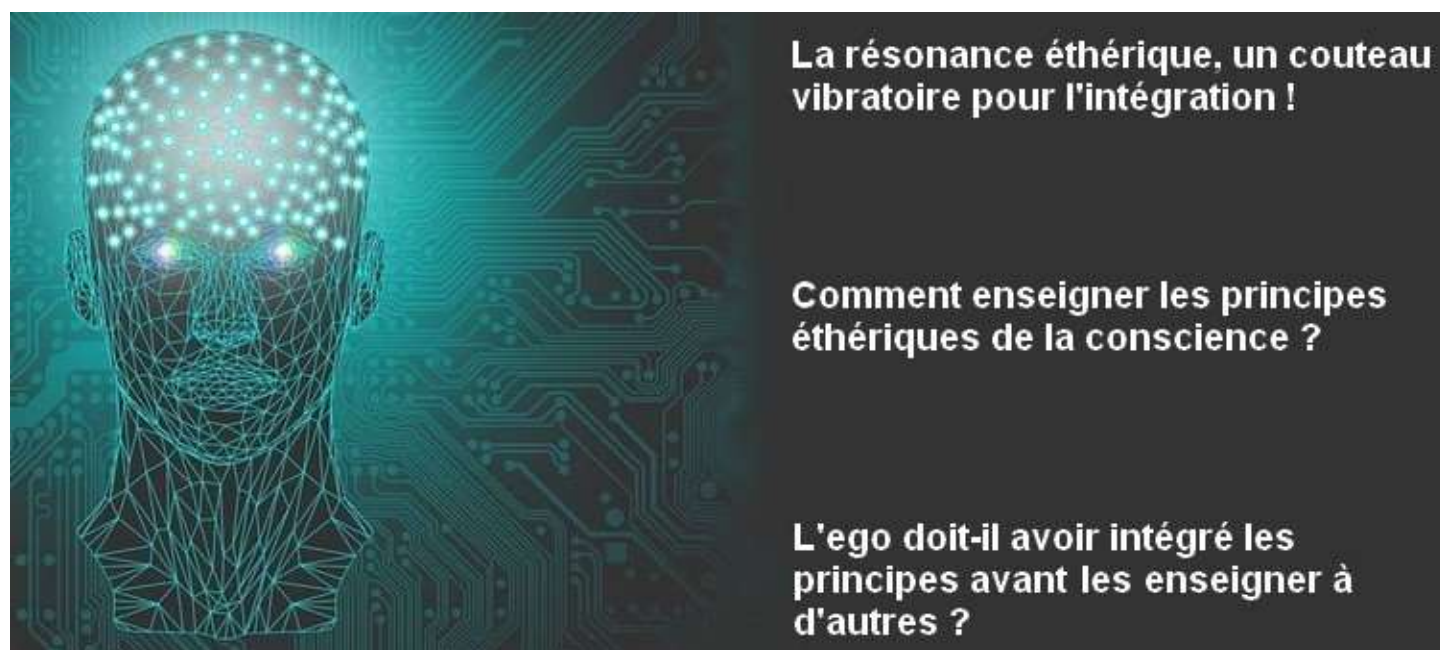 La résonance éthérique, un couteau
vibratoire pour l'intégration !
Comment enseigner les principes
éthériques de la conscience ?
L'ego doit-il avoir intégré les
principes avant les enseigner à
d'autres ?